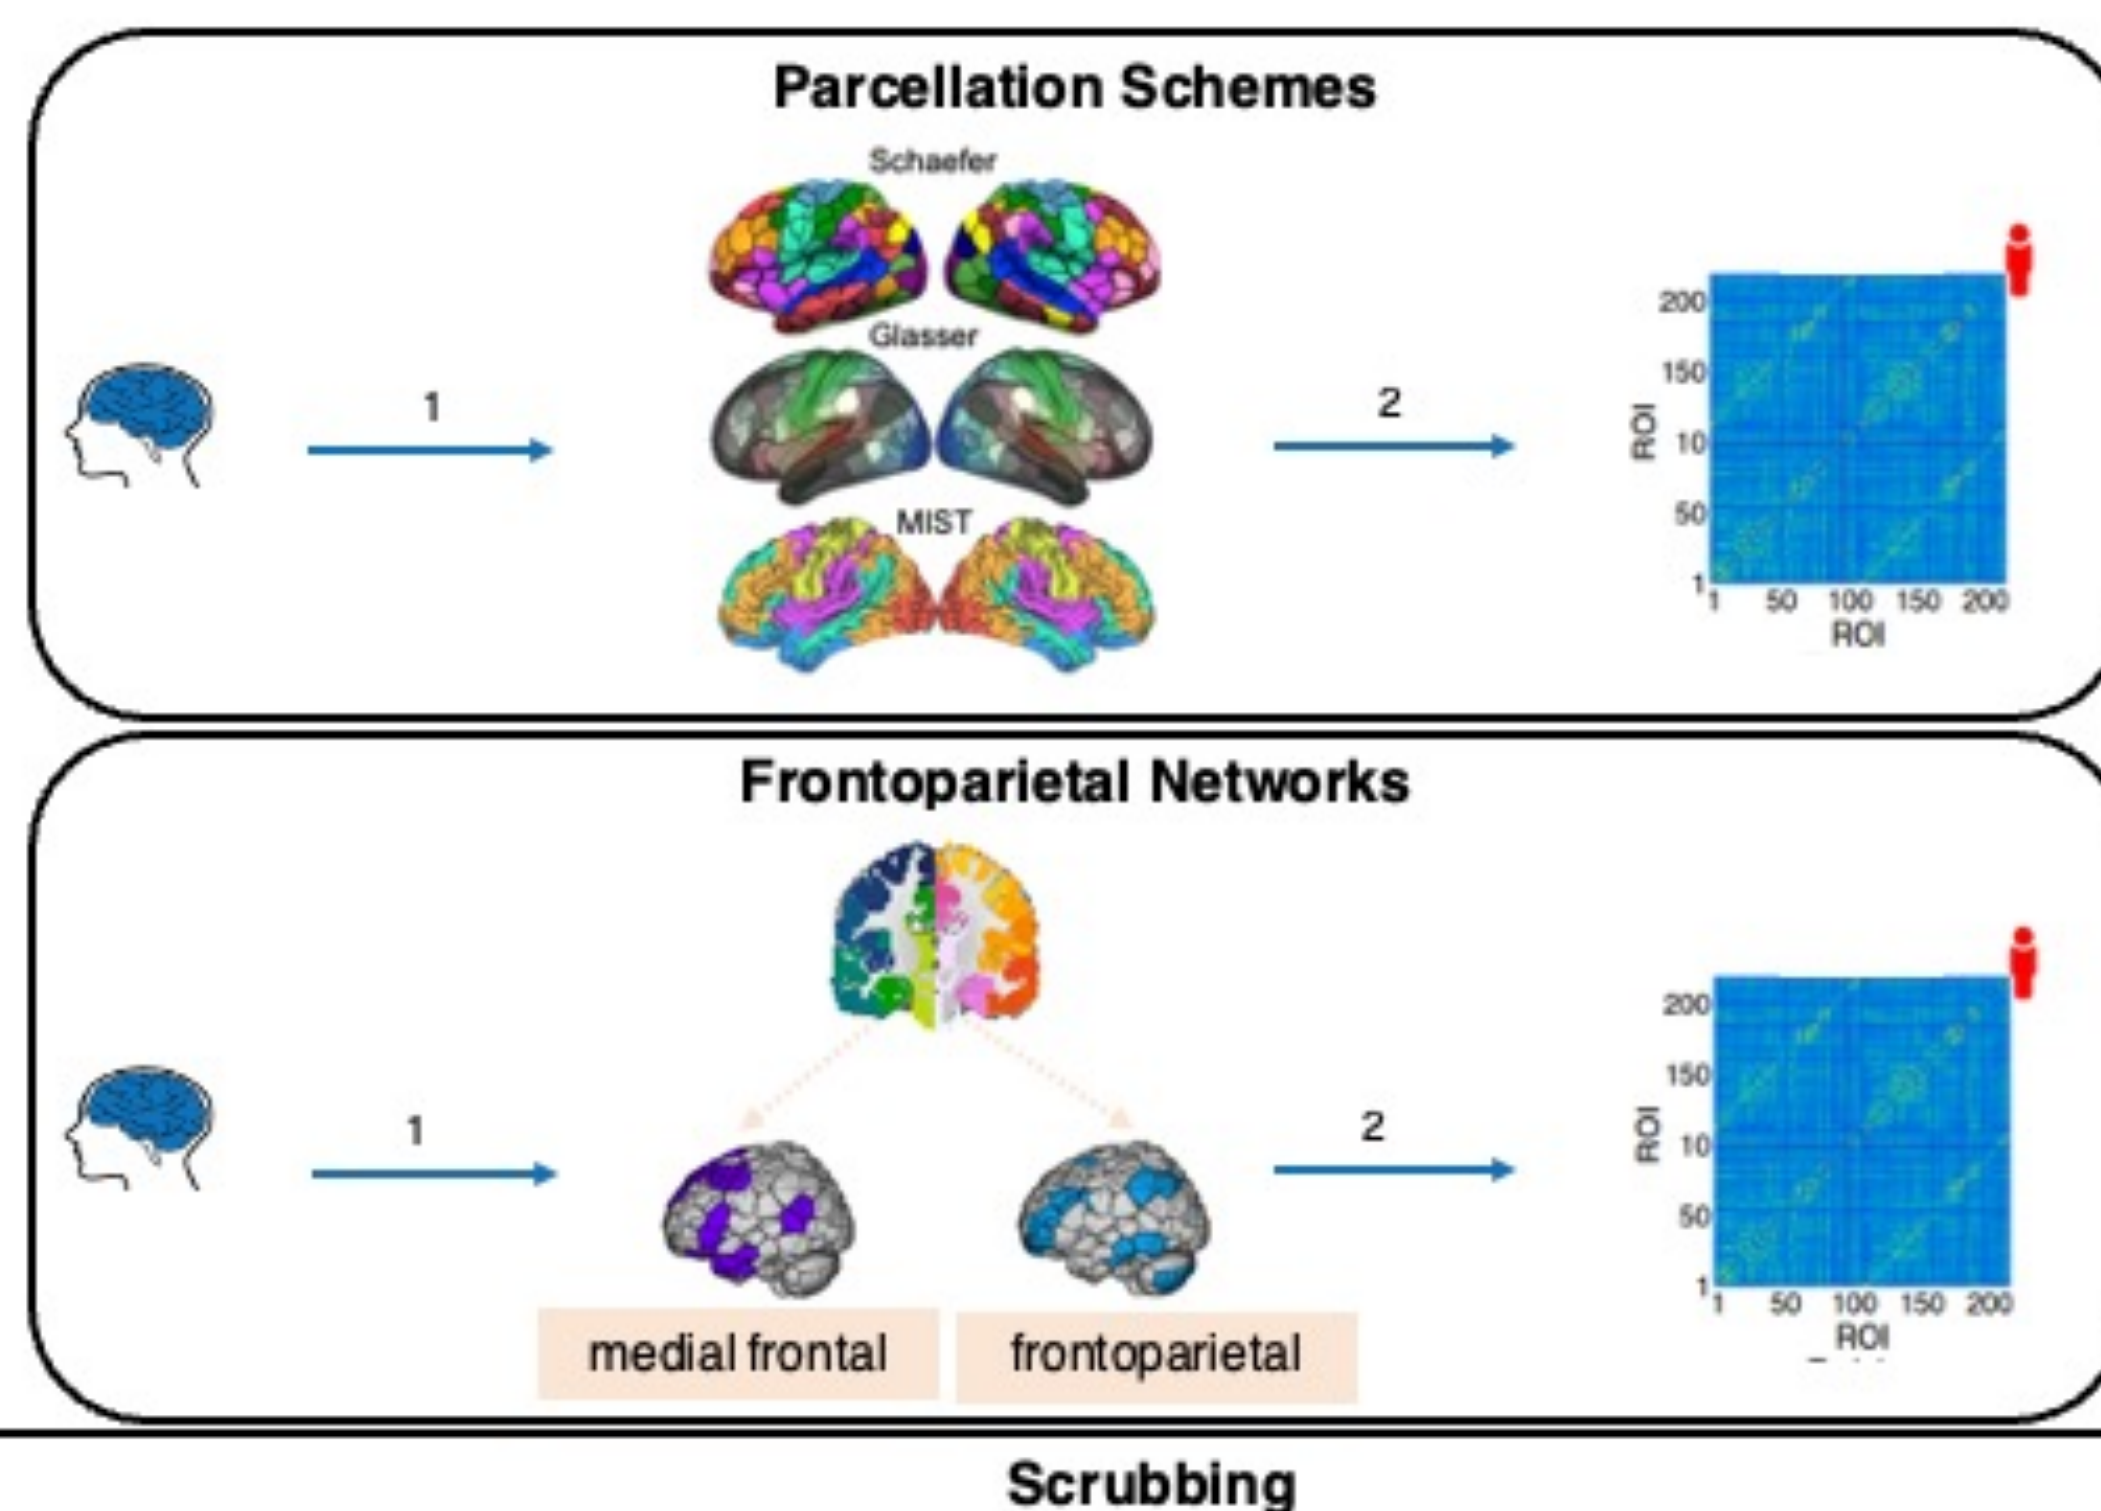 Parcellation Schemes
Schaefer
Glasser
MIST
1
2
200
150
10
50
1
ROI
1 50 100 150 200
ROI
Frontoparietal Networks
1
2
medial frontal
frontoparietal
200
150
10
50
1
ROI
1 50 100 150 200
ROI
Scrubbing